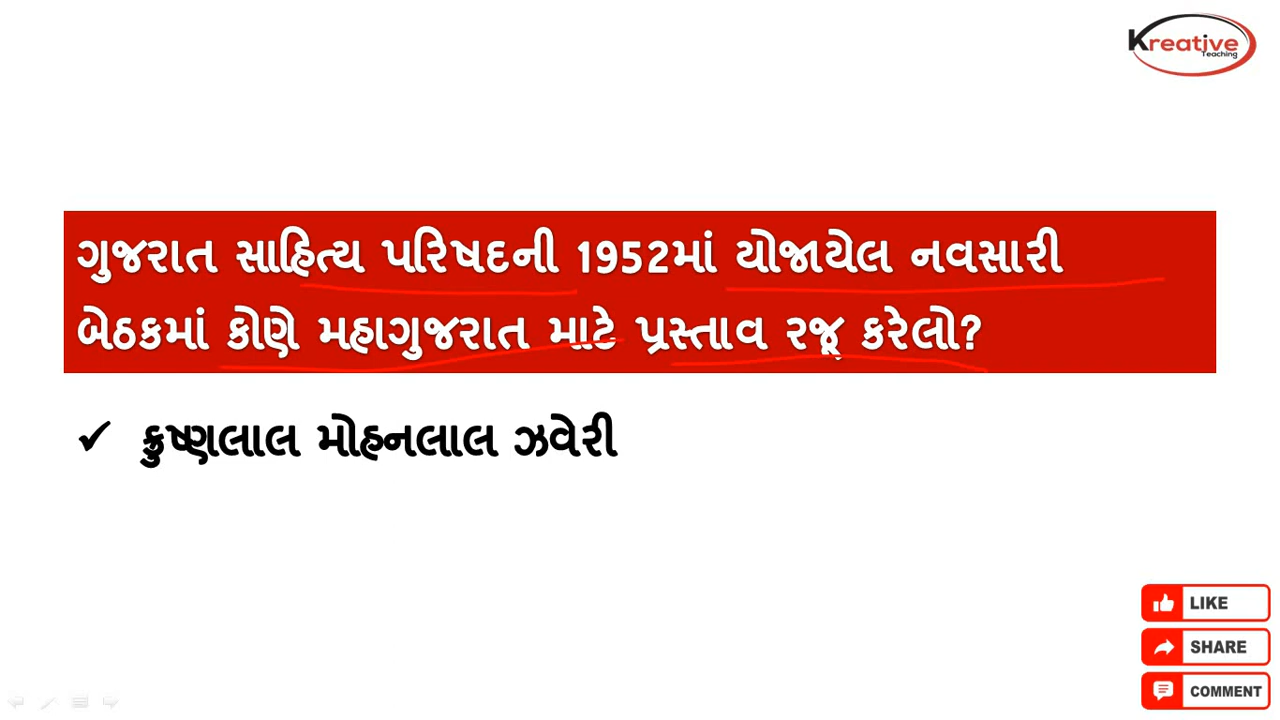 Kreative
Teaching
ગુજરાત સાહિત્ય પરિષદની 1952માં યોજાયેલ નવસારી
બેઠકમાં કોણે મહાગુજરાત માટે પ્રસ્તાવ રજૂ કરેલો?
✓ ક્રુષ્ણલાલ મોહનલાલ ઝવેરી
LIKE
SHARE
COMMENT